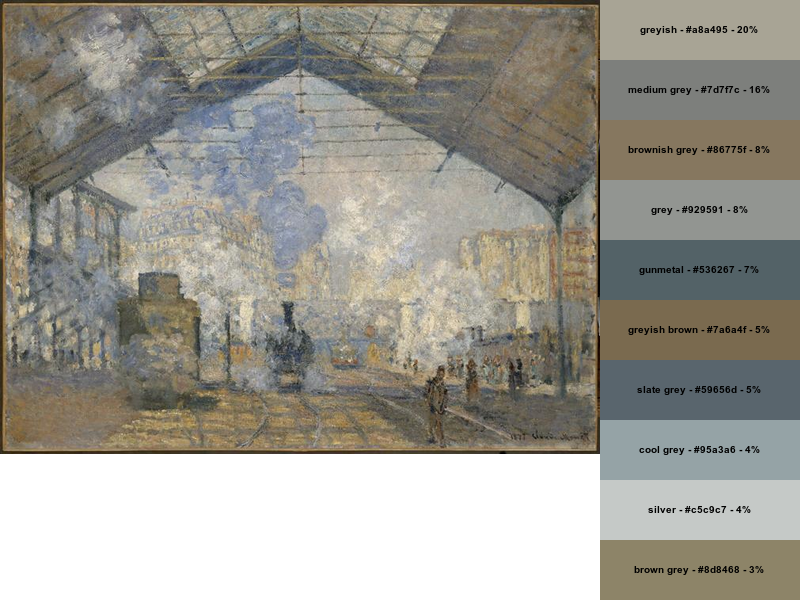 greyish - #a8a495 - 20%
medium grey - #7d7f7c - 16%
brownish grey - #86775f - 8%
grey - #929591 - 8%
gunmetal - #536267 - 7%
greyish brown - #7a6a4f - 5%
slate grey - #59656d - 5%
cool grey - #95a3a6 - 4%
silver - #c5c9c7 - 4%
brown grey - #8d8468 - 3%